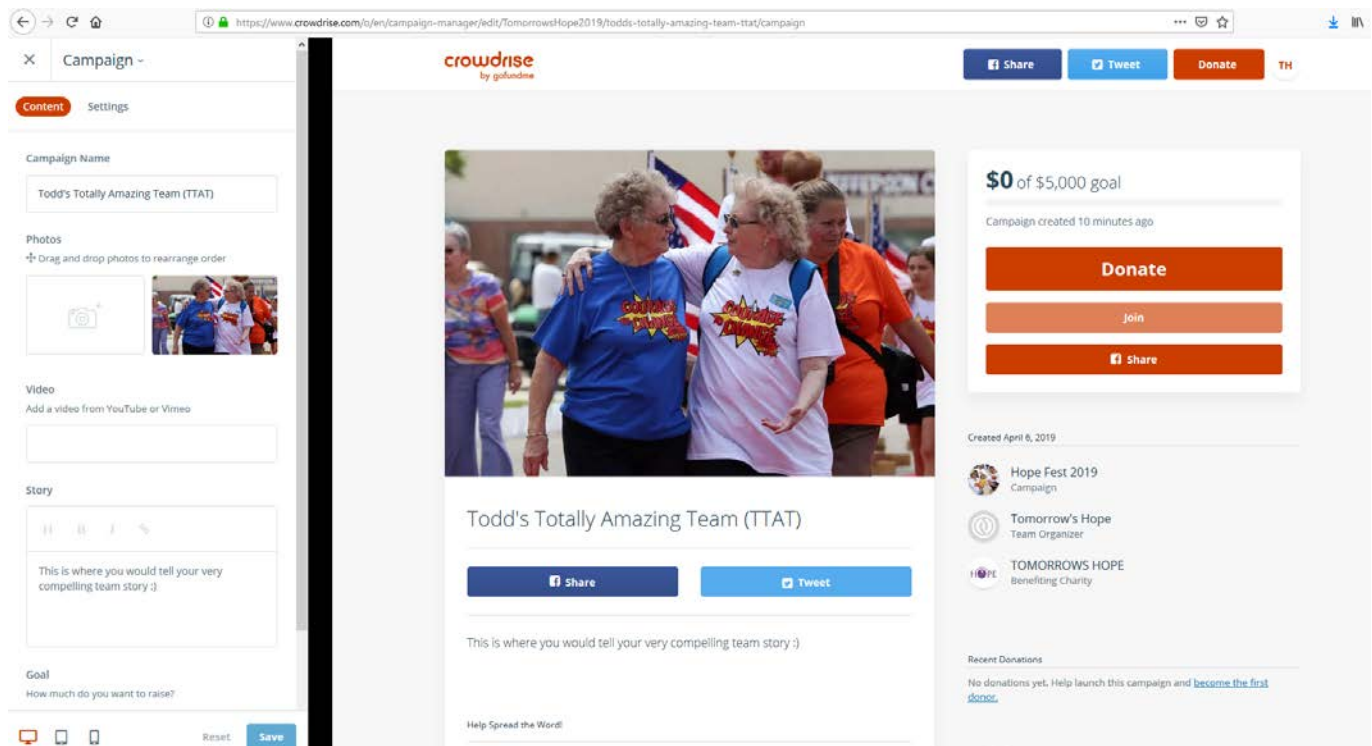 https://www.crowdrise.com/o/en/campaign-manager/edit/TomorrowsHope2019/todds-totally-amazing-team-ttat/campaign
Campaign
Content Settings
Campaign Name
Todd's Totally Amazing Team (TTAT)
Photos
Drag and drop photos to rearrange order
Video
Add a video from YouTube or Vimeo
Story
H B I
This is where you would tell your very
compelling team story :)
Goal
How much do you want to raise?
Reset Save
crowdrise
by gofundme
Share Tweet Donate TH
COURAGE
TO CHANGE
Todd's Totally Amazing Team (TTAT)
Share Tweet
This is where you would tell your very compelling team story :)
Help Spread the Word!
$0 of $5,000 goal
Campaign created 10 minutes ago
Donate
Join
Share
Created April 6, 2019
Hope Fest 2019
Campaign
Tomorrow's Hope
Team Organizer
HOPE
TOMORROWS HOPE
Benefiting Charity
Recent Donations
No donations yet. Help launch this campaign and become the first
donor.